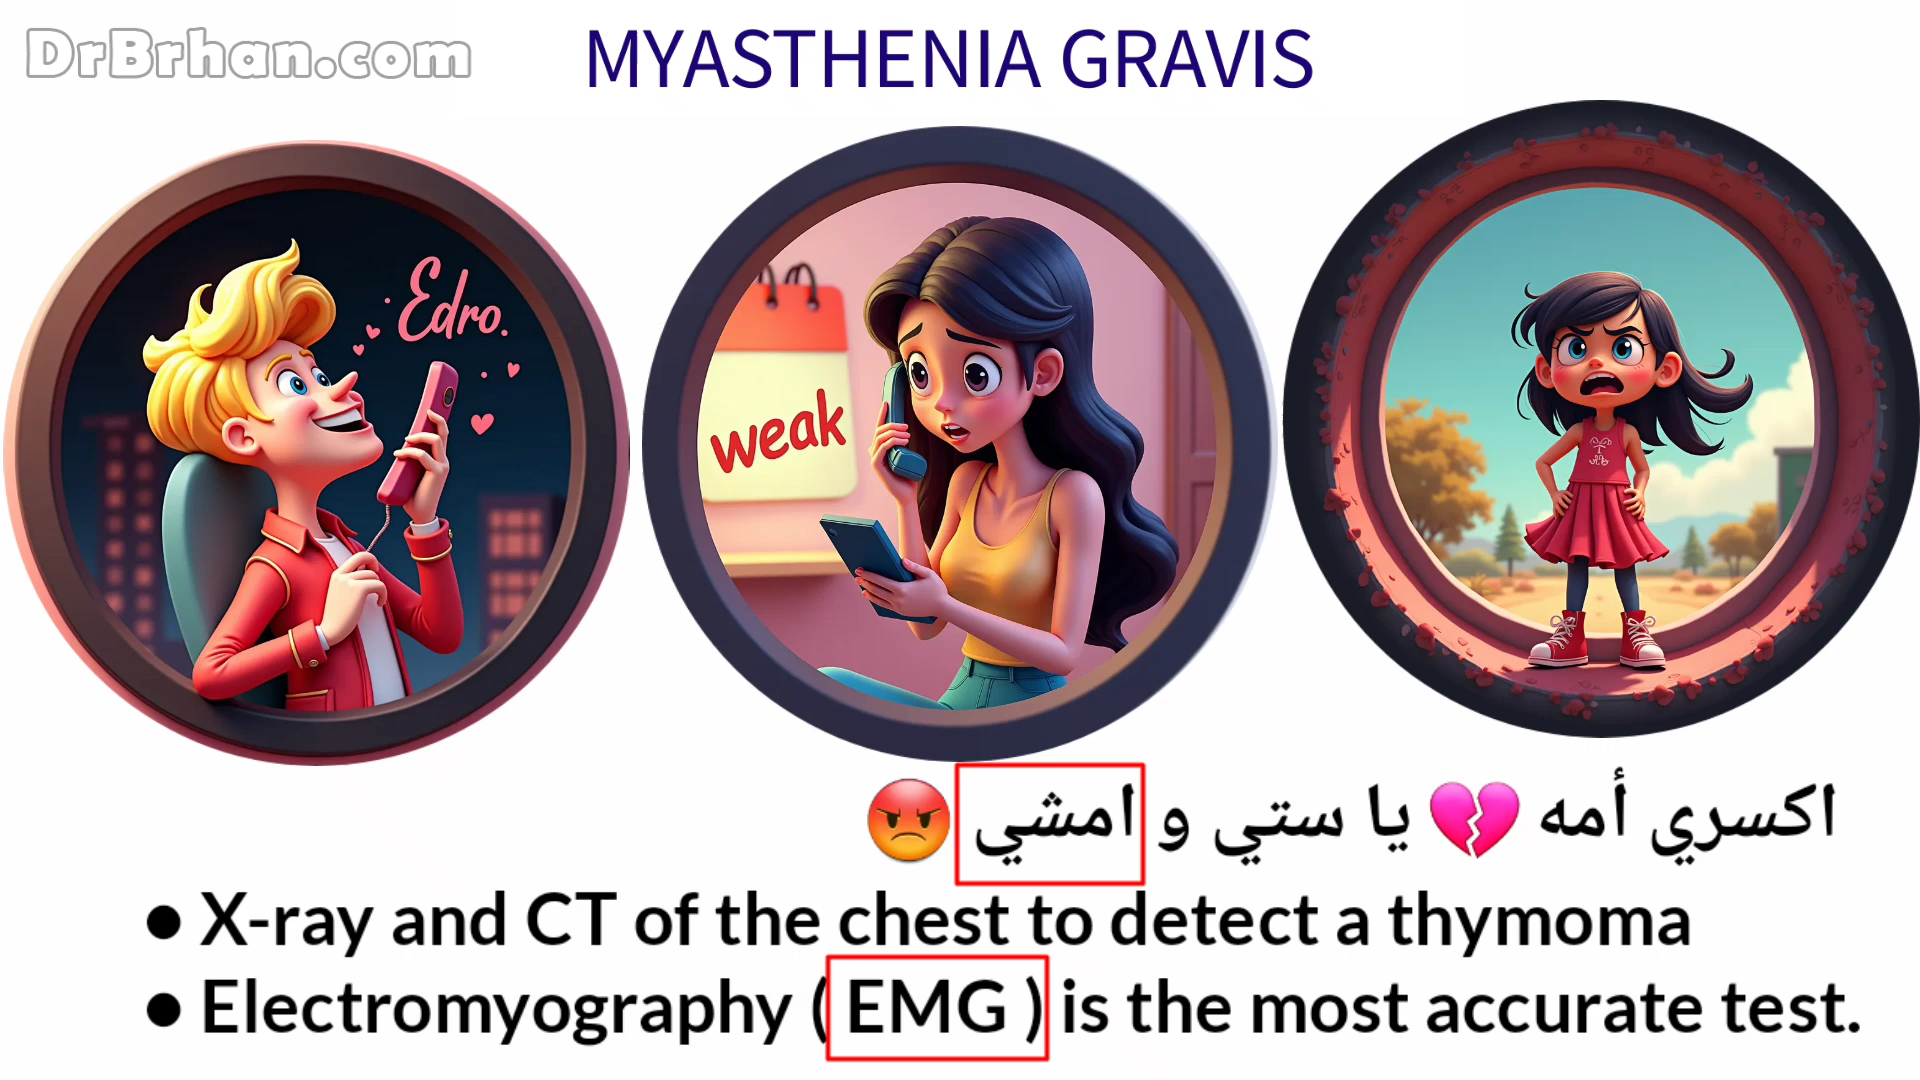 DrBrhan.com
MYASTHENIA GRAVIS
Edro.
weak
اكسري أمه 💔 يا ستي و امشي 😡
● X-ray and CT of the chest to detect a thymoma
● Electromyography ( EMG ) is the most accurate test.